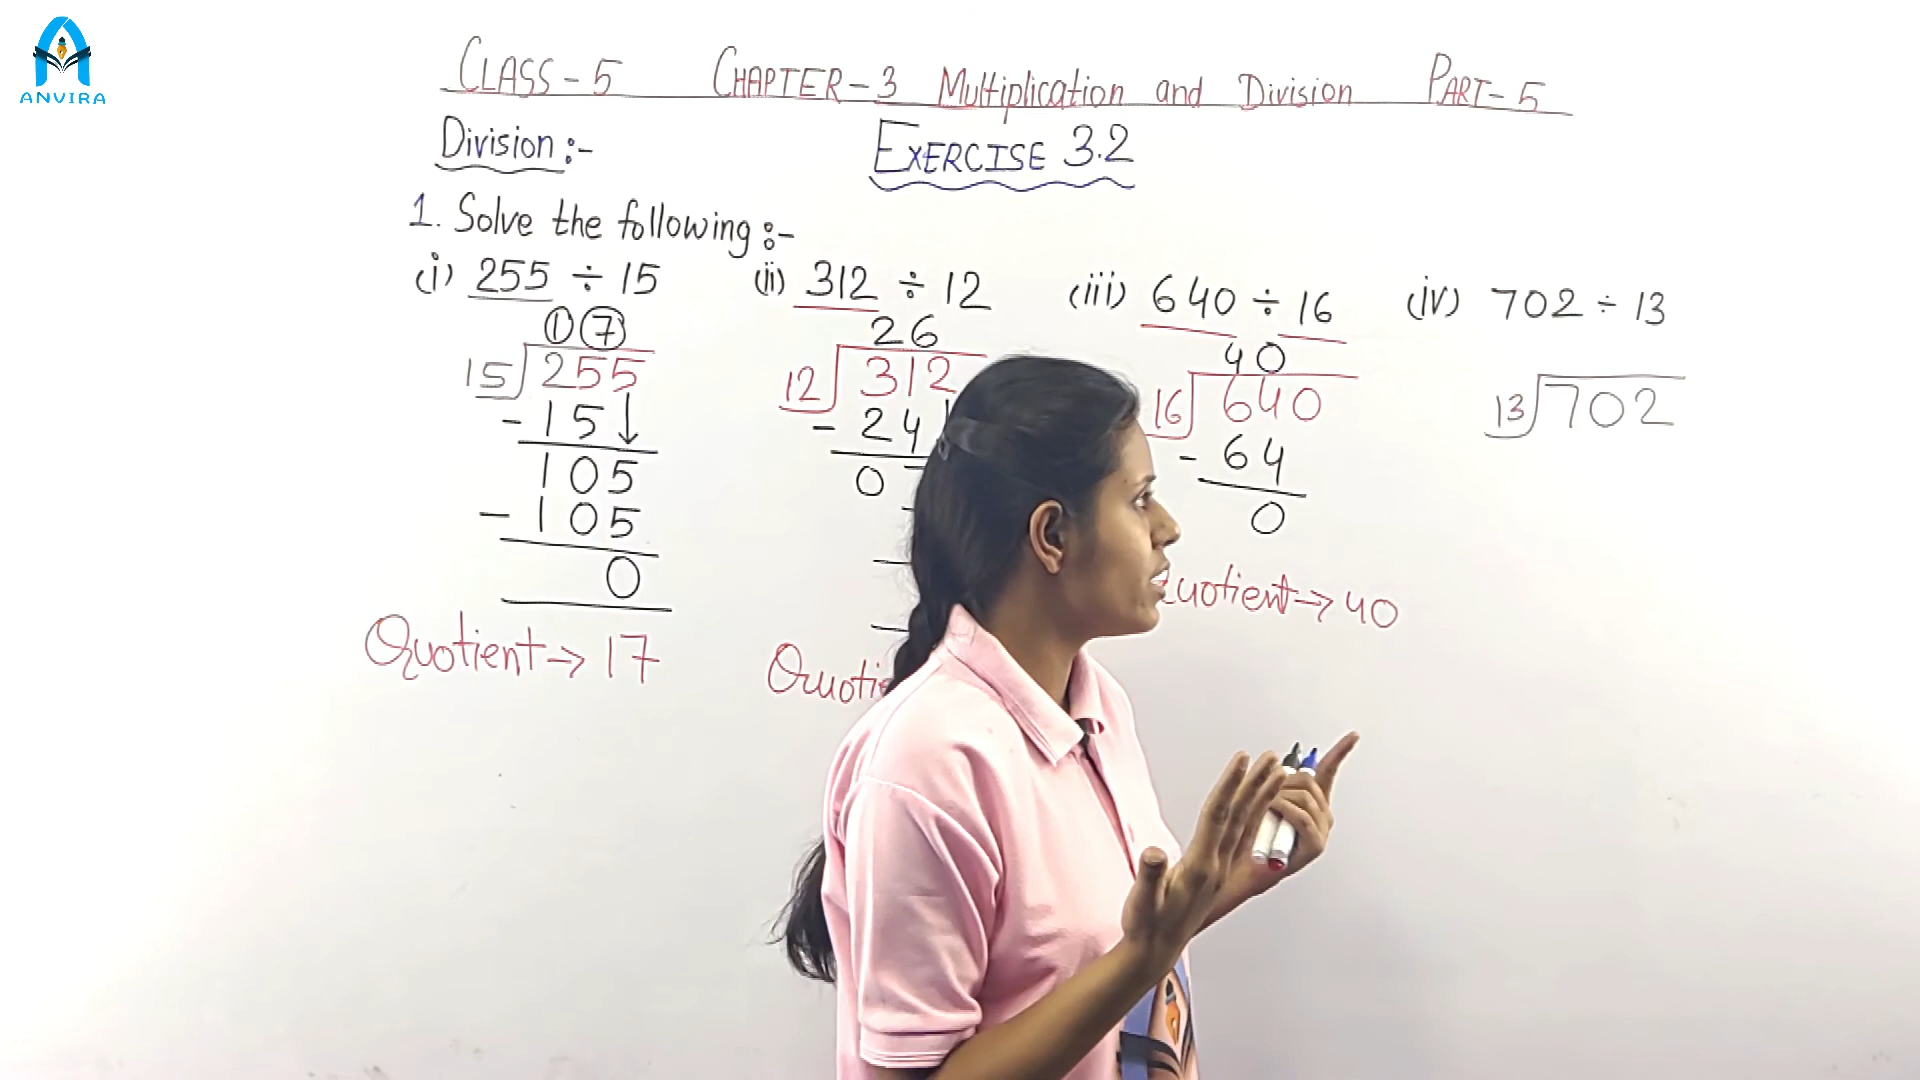 ANVIRA
CLASS-5 CHAPTER-3 Multiplication and Division PART-5
Division:-
EXERCISE 3.2
1. Solve the following:-
(i) 255 ÷ 15 (ii) 312 ÷ 12 (iii) 640 ÷ 16 (iv) 702 ÷ 13
17 26 40
15 255 12 312 16 640 13 702
-15↓ -24 -64
105 0 0
-105
0
Quotient→17 Quotient→40